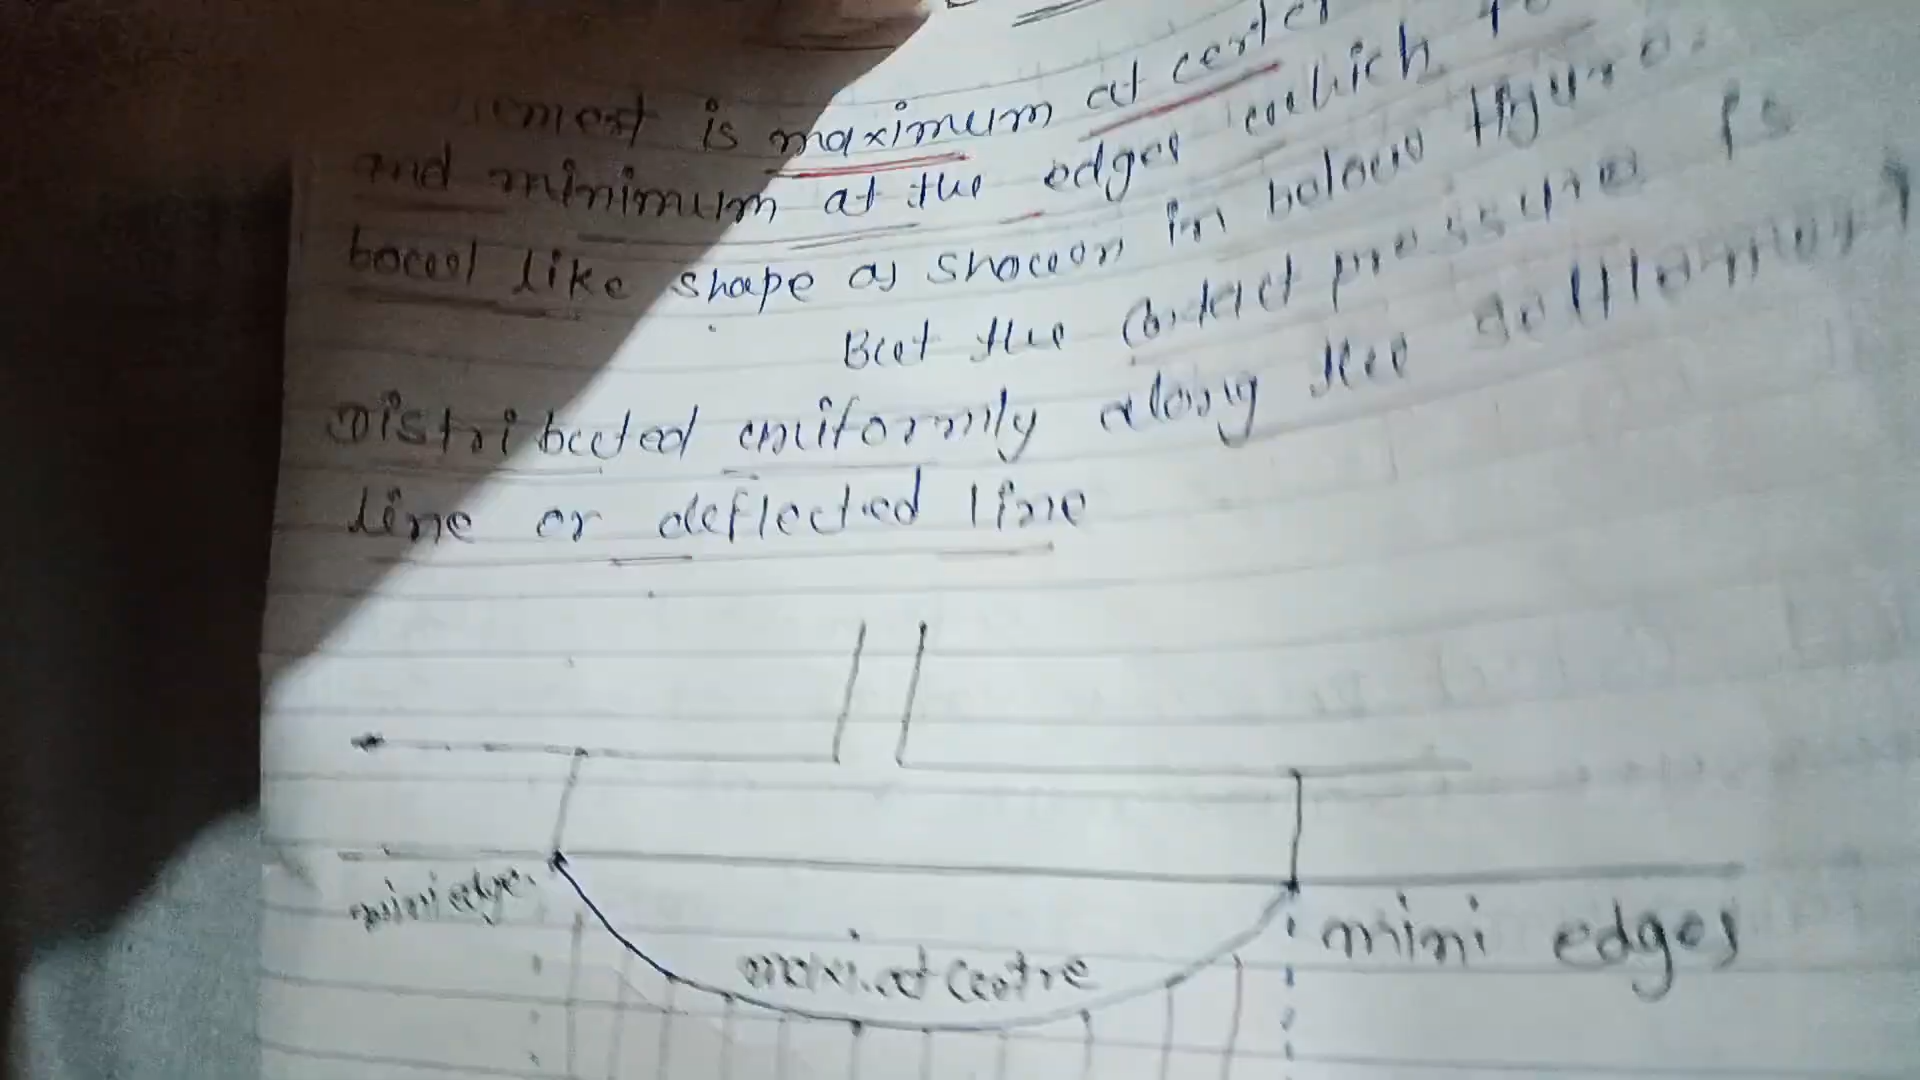 is maximum at
and minimum at the edges which
bowl like shape as shown in below figure.
But the contact pressure is
Distributed uniformly along the settlement
line or deflected line
mini edges
maxi. at centre
mini edges